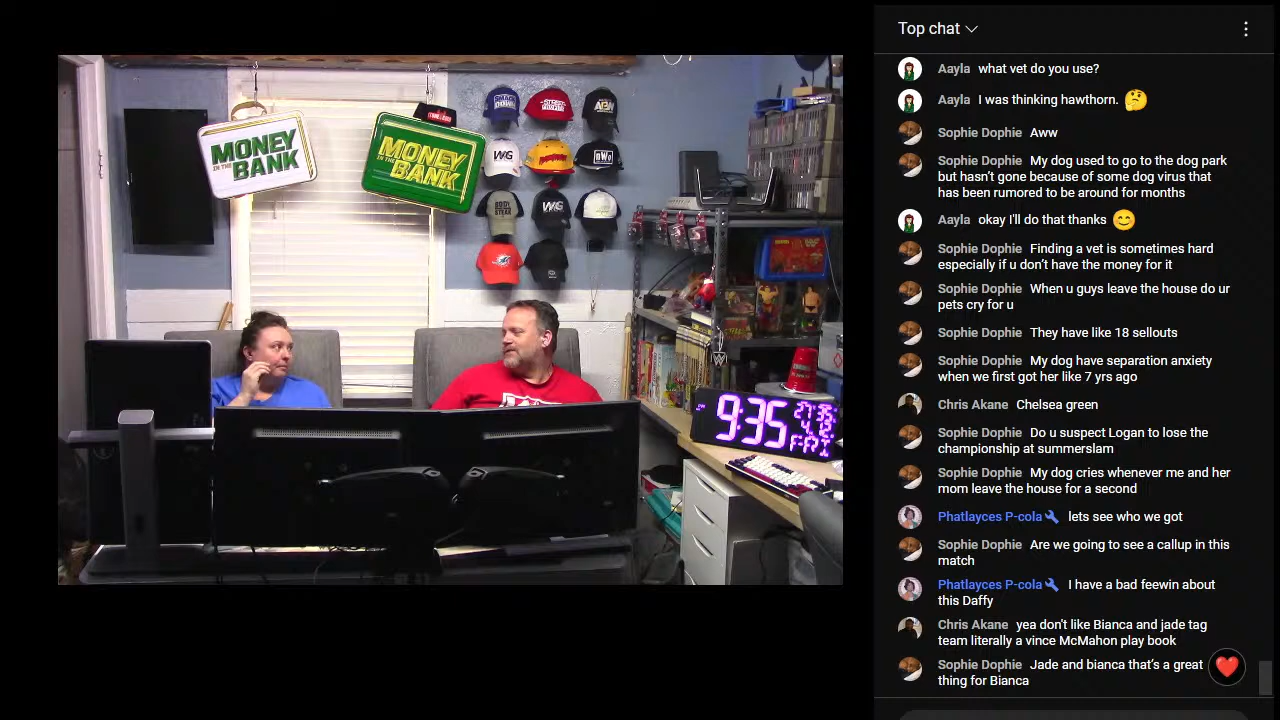 Top chat
Aayla what vet do you use?
Aayla I was thinking hawthorn. 🤔
Sophie Dophie Aww
Sophie Dophie My dog used to go to the dog park
but hasn't gone because of some dog virus
that has been rumored to be around for months
Aayla okay I'll do that thanks 😊
Sophie Dophie Finding a vet is sometimes hard
especially if u don't have the money for it
Sophie Dophie When u guys leave the house do ur
pets cry for u
Sophie Dophie They have like 18 sellouts
Sophie Dophie My dog have separation anxiety
when we first got her like 7 yrs ago
Chris Akane Chelsea green
Sophie Dophie Do u suspect Logan to lose the
championship at summerslam
Sophie Dophie My dog cries whenever me and her
mom leave the house for a second
Phatlayces P-cola lets see who we got
Sophie Dophie Are we going to see a callup in this
match
Phatlayces P-cola I have a bad feewin about
this Daffy
Chris Akane yea don't like Bianca and jade tag
team literally a vince McMahon play book
Sophie Dophie Jade and bianca that's a great
thing for Bianca
MONEY
IN THE BANK
MONEY
IN THE BANK
W/G
nWo
W/G
9:35
FRI